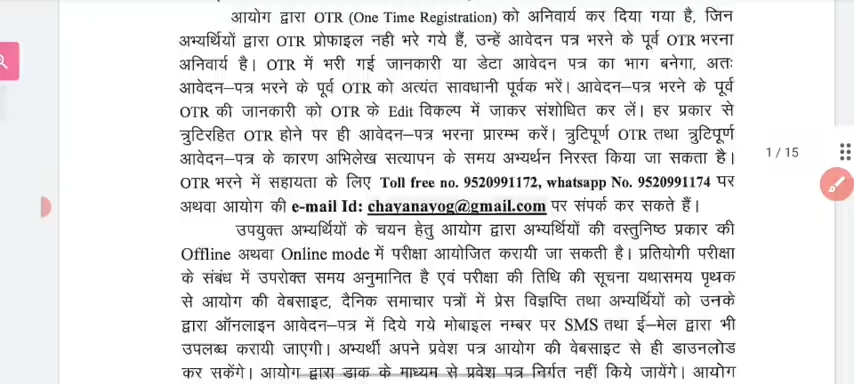 आयोग द्वारा OTR (One Time Registration) को अनिवार्य कर दिया गया है, जिन
अभ्यर्थियों द्वारा OTR प्रोफाइल नही भरे गये हैं, उन्हें आवेदन पत्र भरने के पूर्व OTR भरना
अनिवार्य है। OTR में भरी गई जानकारी या डेटा आवेदन पत्र का भाग बनेगा, अतः
आवेदन–पत्र भरने के पूर्व OTR को अत्यंत सावधानी पूर्वक भरें। आवेदन–पत्र भरने के पूर्व
OTR की जानकारी को OTR के Edit विकल्प में जाकर संशोधित कर लें। हर प्रकार से
त्रुटिरहित OTR होने पर ही आवेदन–पत्र भरना प्रारम्भ करें। त्रुटिपूर्ण OTR तथा त्रुटिपूर्ण
आवेदन–पत्र के कारण अभिलेख सत्यापन के समय अभ्यर्थन निरस्त किया जा सकता है।
1 / 15
OTR भरने में सहायता के लिए Toll free no. 9520991172, whatsapp No. 9520991174 पर
अथवा आयोग की e-mail Id: chayanayog@gmail.com पर संपर्क कर सकते हैं।
उपयुक्त अभ्यर्थियों के चयन हेतु आयोग द्वारा अभ्यर्थियों की वस्तुनिष्ठ प्रकार की
Offline अथवा Online mode में परीक्षा आयोजित करायी जा सकती है। प्रतियोगी परीक्षा
के संबंध में उपरोक्त समय अनुमानित है एवं परीक्षा की तिथि की सूचना यथासमय पृथक
से आयोग की वेबसाइट, दैनिक समाचार पत्रों में प्रेस विज्ञप्ति तथा अभ्यर्थियों को उनके
द्वारा ऑनलाइन आवेदन–पत्र में दिये गये मोबाइल नम्बर पर SMS तथा ई–मेल द्वारा भी
उपलब्ध करायी जाएगी। अभ्यर्थी अपने प्रवेश पत्र आयोग की वेबसाइट से ही डाउनलोड
कर सकेंगे। आयोग द्वारा डाक के माध्यम से प्रवेश पत्र निर्गत नहीं किये जायेंगे। आयोग